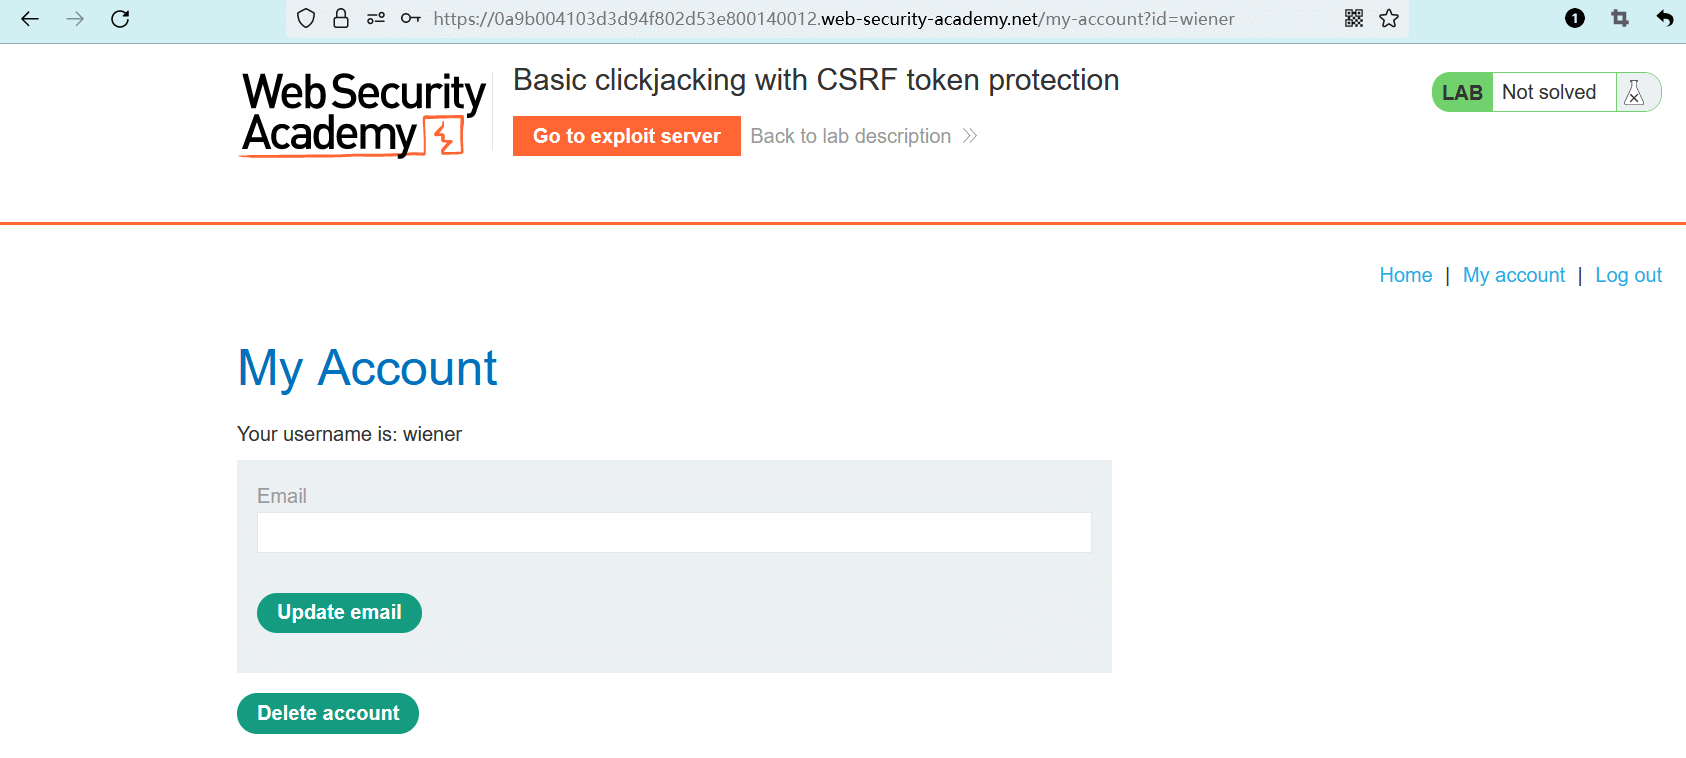 https://0a9b004103d3d94f802d53e800140012.web-security-academy.net/my-account?id=wiener
1
Web Security
Academy
Basic clickjacking with CSRF token protection
Go to exploit server
Back to lab description
LAB Not solved
Home | My account | Log out
My Account
Your username is: wiener
Email
Update email
Delete account